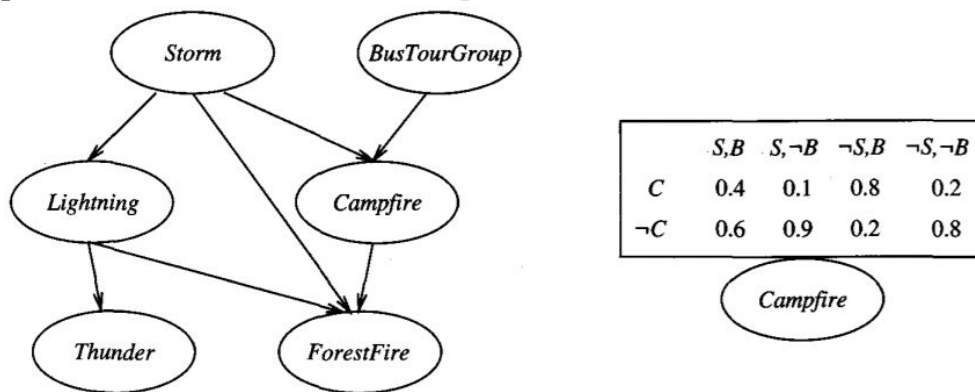 Storm
BusTourGroup
S,B S,¬B ¬S,B ¬S,¬B
C 0.4 0.1 0.8 0.2
¬C 0.6 0.9 0.2 0.8
Lightning
Campfire
Campfire
Thunder
ForestFire